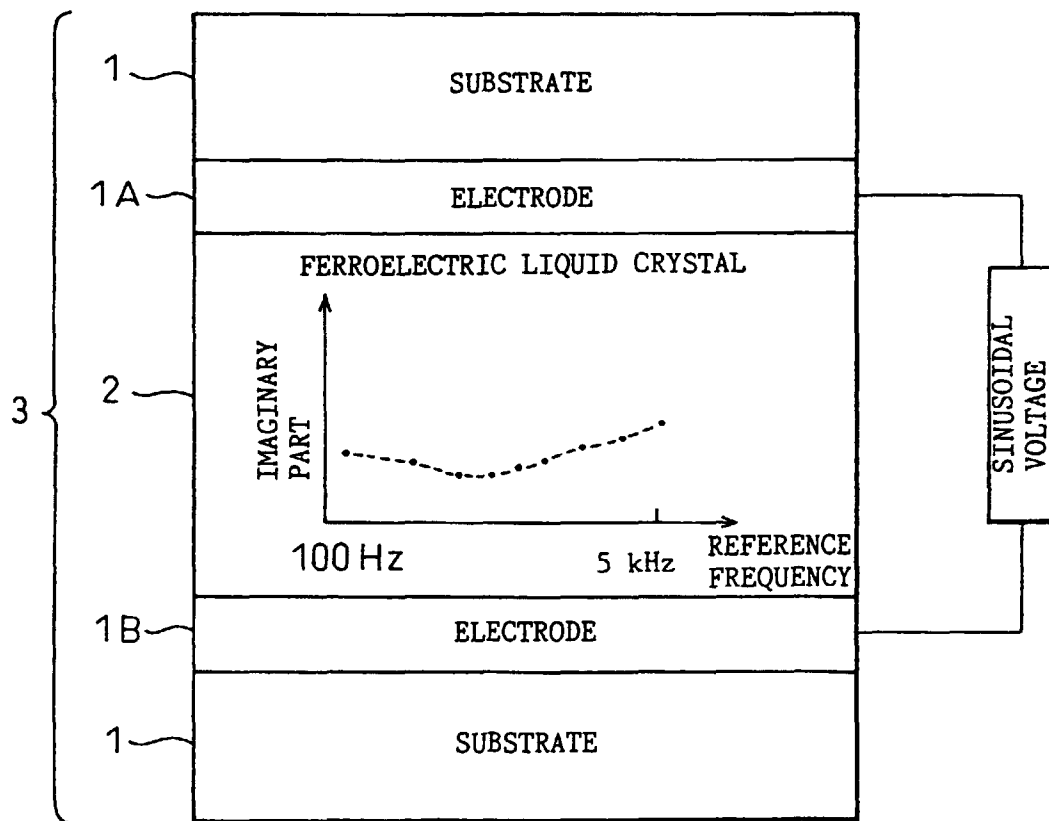 1
SUBSTRATE
1A
ELECTRODE
FERROELECTRIC LIQUID CRYSTAL
3
2
IMAGINARY
PART
SINUSOIDAL
VOLTAGE
100 Hz
5 kHz
REFERENCE
FREQUENCY
1B
ELECTRODE
1
SUBSTRATE